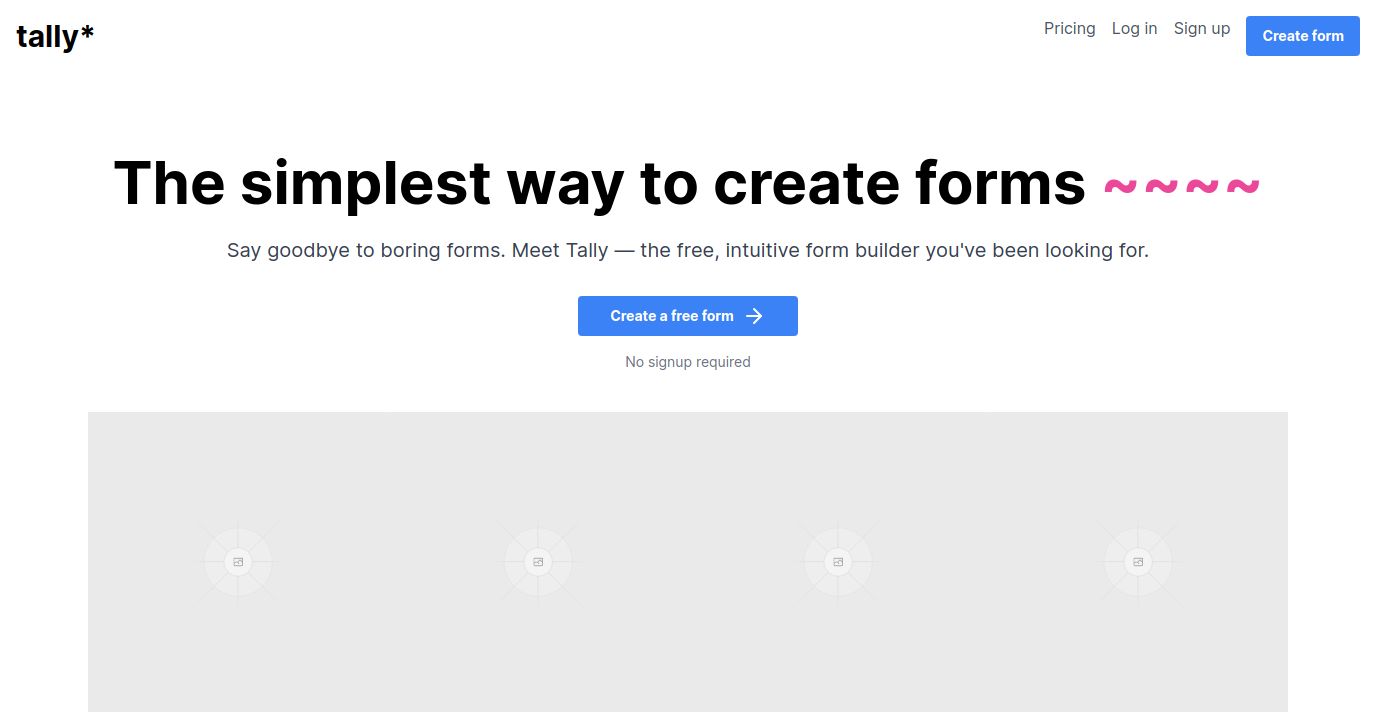 tally*
Pricing Log in Sign up Create form
The simplest way to create forms ~~~~
Say goodbye to boring forms. Meet Tally — the free, intuitive form builder you've been looking for.
Create a free form →
No signup required